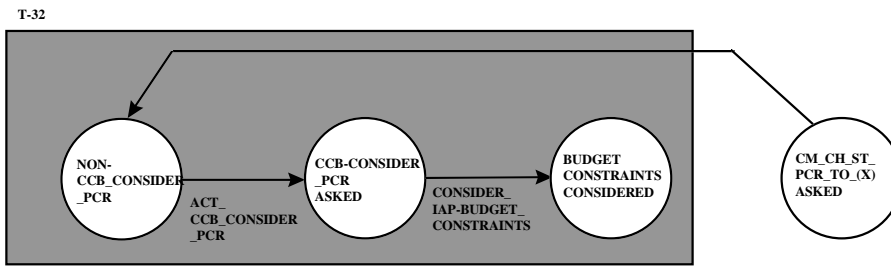 T-32
NON-
CCB_CONSIDER
_PCR
ACT_
CCB_CONSIDER
_PCR
CCB-CONSIDER
_PCR
ASKED
CONSIDER_
IAP-BUDGET_
CONSTRAINTS
BUDGET
CONSTRAINTS
CONSIDERED
CM_CH_ST_
PCR_TO_(X)
ASKED